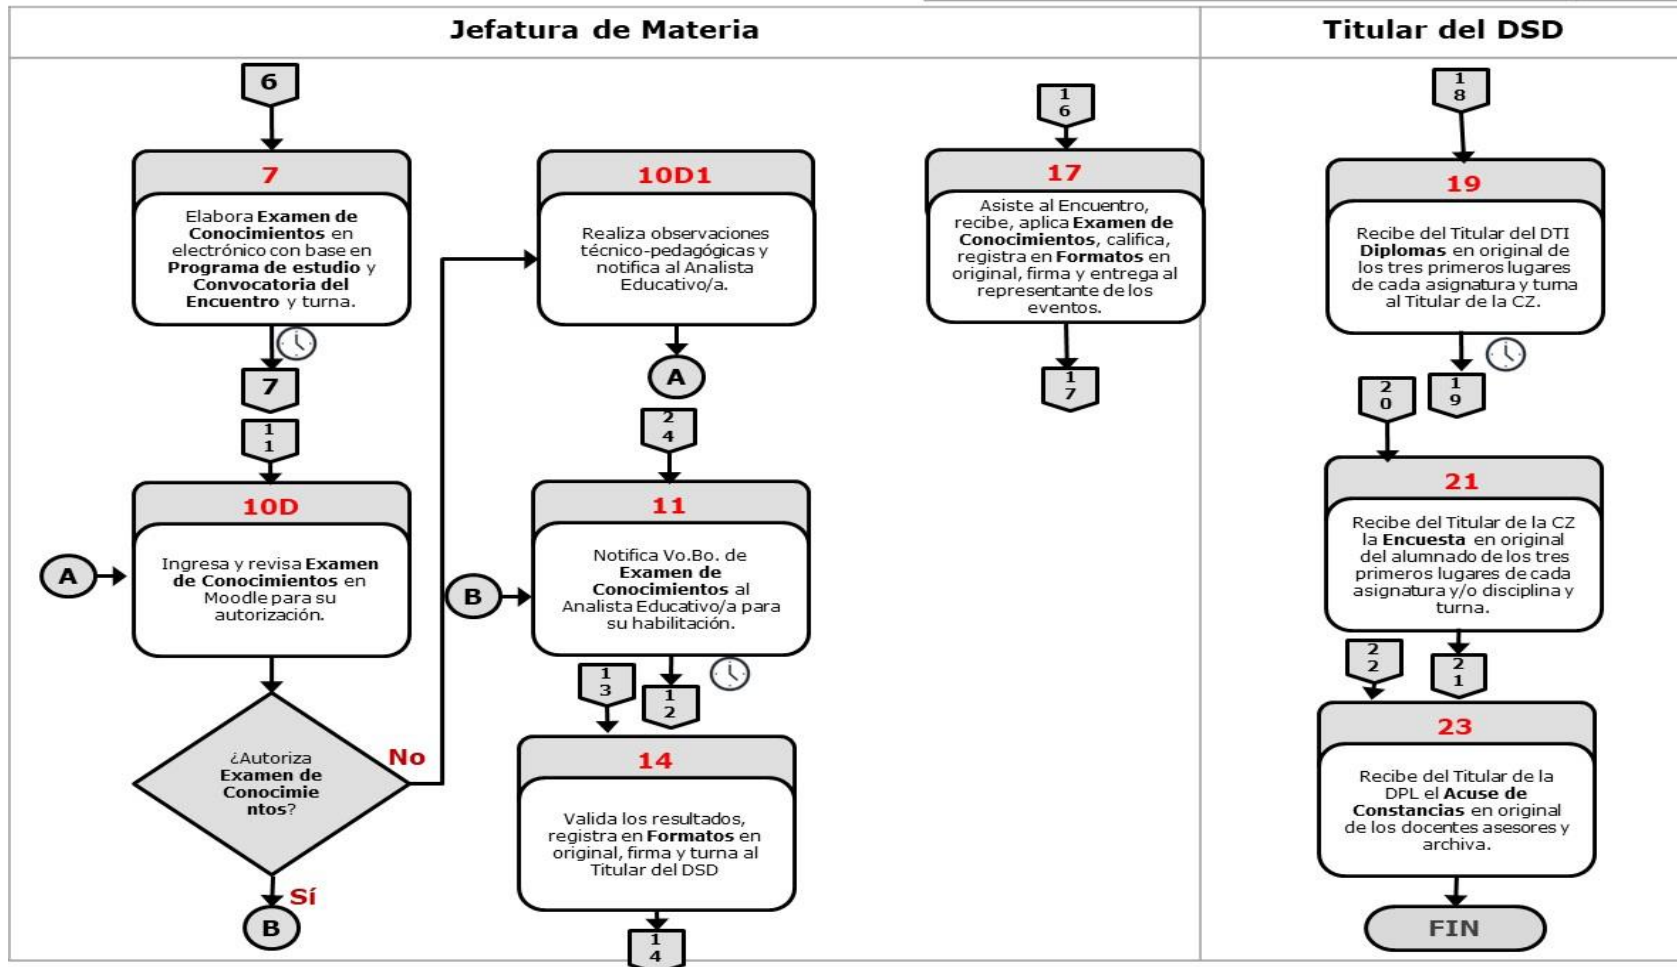 Jefatura de Materia
Titular del DSD
6
7
Elabora Examen de
Conocimientos en
electrónico con base en
Programa de estudio y
Convocatoria del
Encuentro y turna.
7
1
1
10D
A
Ingresa y revisa Examen
de Conocimientos en
Moodle para su
autorización.
¿Autoriza
Examen de
Conocimie
ntos?
No
Sí
B
10D1
Realiza observaciones
técnico-pedagógicas y
notifica al Analista
Educativo/a.
A
2
4
11
B
Notifica Vo.Bo. de
Examen de
Conocimientos al
Analista Educativo/a para
su habilitación.
1
3
1
2
14
Valida los resultados,
registra en Formatos en
original, firma y turna al
Titular del DSD
1
4
1
6
17
Asiste al Encuentro,
recibe, aplica Examen de
Conocimientos, califica,
registra en Formatos en
original, firma y entrega al
representante de los
eventos.
1
7
1
8
19
Recibe del Titular del DTI
Diplomas en original de
los tres primeros lugares
de cada asignatura y turna
al Titular de la CZ.
2
0
1
9
21
Recibe del Titular de la CZ
la Encuesta en original
del alumnado de los tres
primeros lugares de cada
asignatura y/o disciplina y
turna.
2
2
2
1
23
Recibe del Titular de la
DPL el Acuse de
Constancias en original
de los docentes asesores y
archiva.
FIN